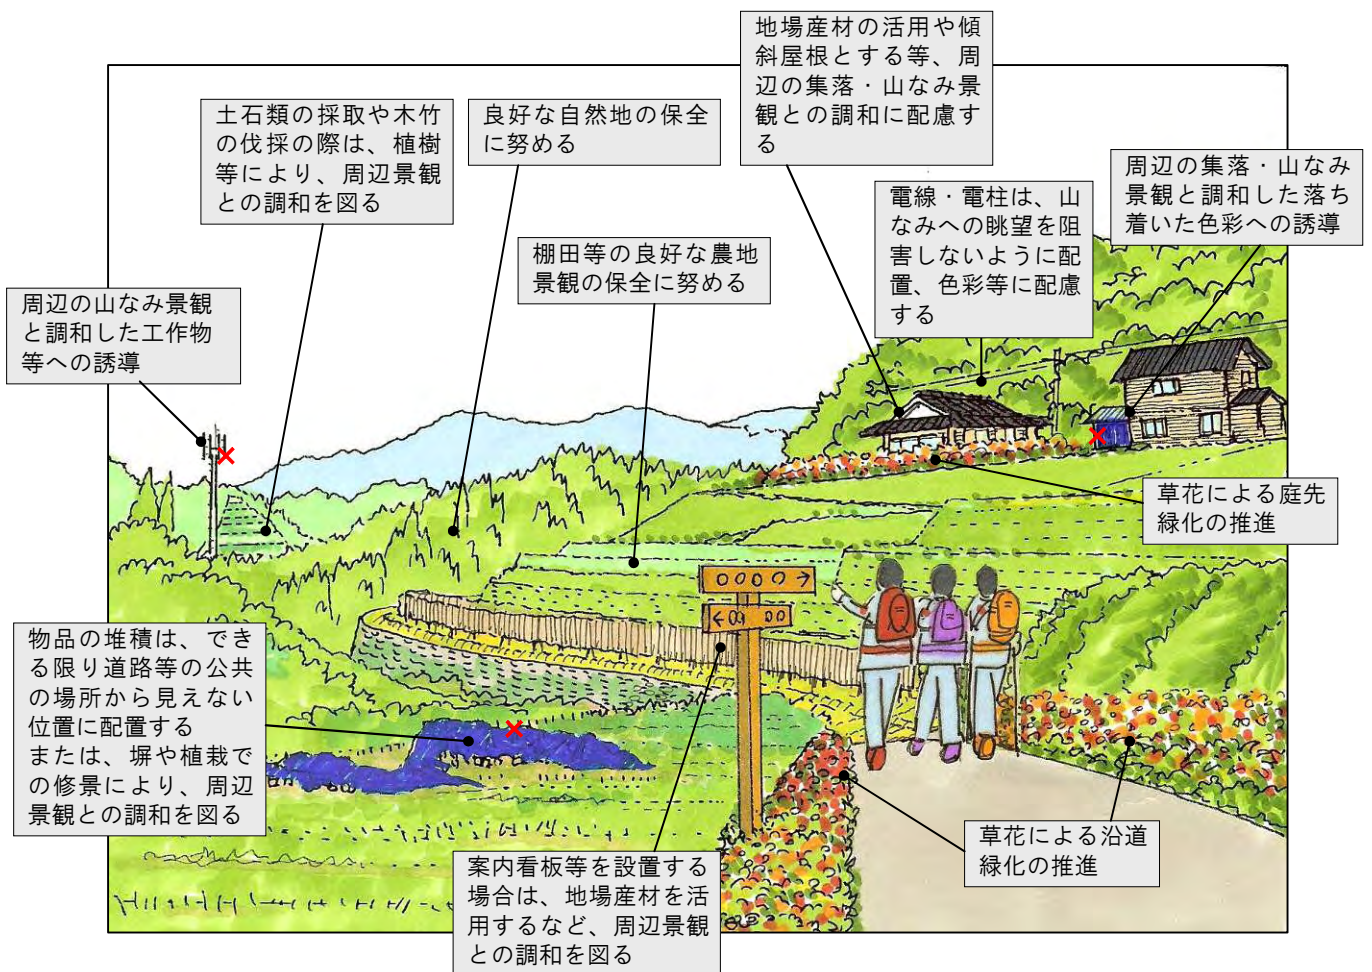 地場産材の活用や傾
斜屋根とする等、周
辺の集落・山なみ景
観との調和に配慮す
る
土石類の採取や木竹
の伐採の際は、植樹
等により、周辺景観
との調和を図る
良好な自然地の保全
に努める
周辺の集落・山なみ
景観と調和した落ち
着いた色彩への誘導
電線・電柱は、山
なみへの眺望を阻
害しないように配
置、色彩等に配慮
する
棚田等の良好な農地
景観の保全に努める
周辺の山なみ景観
と調和した工作物
等への誘導
草花による庭先
緑化の推進
物品の堆積は、でき
る限り道路等の公共
の場所から見えない
位置に配置する
または、塀や植栽で
の修景により、周辺
景観との調和を図る
草花による沿道
緑化の推進
案内看板等を設置する
場合は、地場産材を活
用するなど、周辺景観
との調和を図る